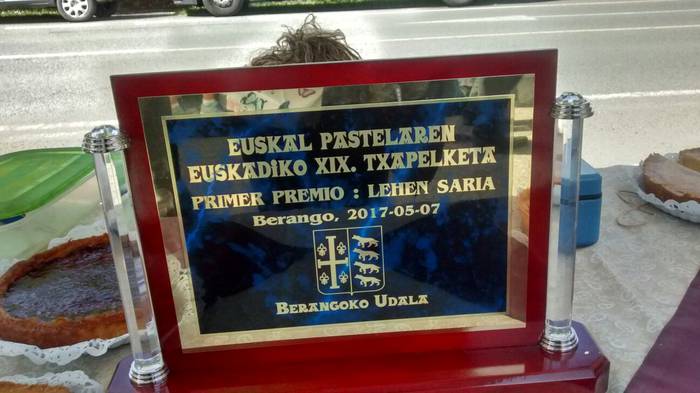 EUSKAL PASTELAREN
EUSKADiKO XIX. TXAPELKETA
PRIMER PREMIO : LEHEN SARIA
Berango, 2017-05-07
BERANGOKO UDALA